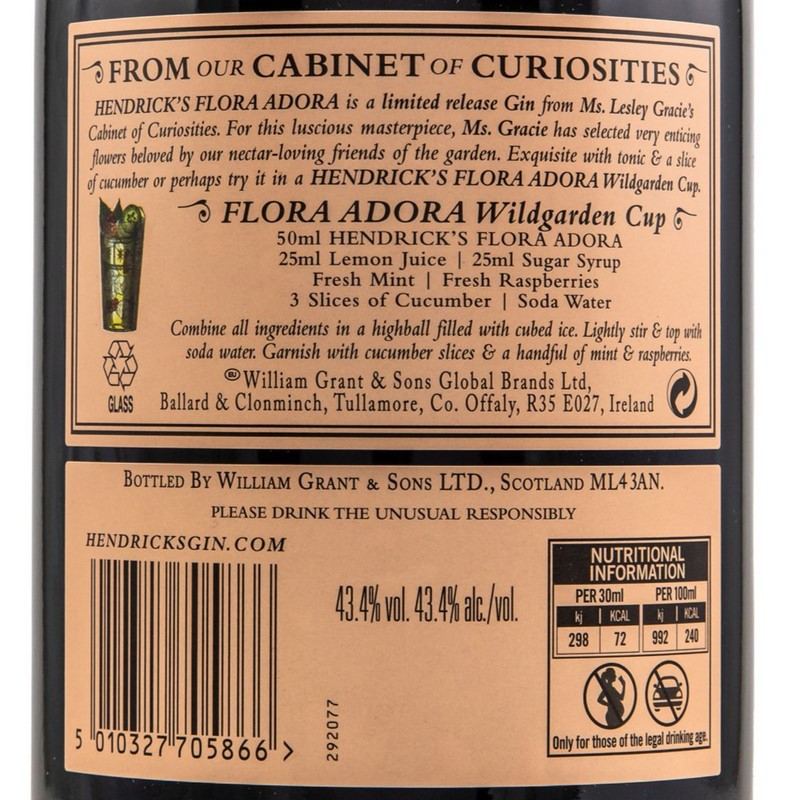 FROM OUR CABINET OF CURIOSITIES
HENDRICK'S FLORA ADORA is a limited release Gin from Ms. Lesley Gracie's
Cabinet of Curiosities. For this luscious masterpiece, Ms. Gracie has selected very enticing
flowers beloved by our nectar-loving friends of the garden. Exquisite with tonic & a slice
of cucumber or perhaps try it in a HENDRICK'S FLORA ADORA Wildgarden Cup.
FLORA ADORA Wildgarden Cup
50ml HENDRICK'S FLORA ADORA
25ml Lemon Juice | 25ml Sugar Syrup
Fresh Mint | Fresh Raspberries
3 Slices of Cucumber | Soda Water
Combine all ingredients in a highball filled with cubed ice. Lightly stir & top with
soda water. Garnish with cucumber slices & a handful of mint & raspberries.
EU William Grant & Sons Global Brands Ltd,
Ballard & Clonminch, Tullamore, Co. Offaly, R35 E027, Ireland
GLASS
BOTTLED BY WILLIAM GRANT & SONS LTD., SCOTLAND ML4 3AN.
PLEASE DRINK THE UNUSUAL RESPONSIBLY
HENDRICKSGIN.COM
43.4% vol. 43.4% alc./vol.
NUTRITIONAL
INFORMATION
PER 30ml PER 100ml
kj | KCAL kj | KCAL
298 72 992 240
Only for those of the legal drinking age.
292077
5 010327 705866 >